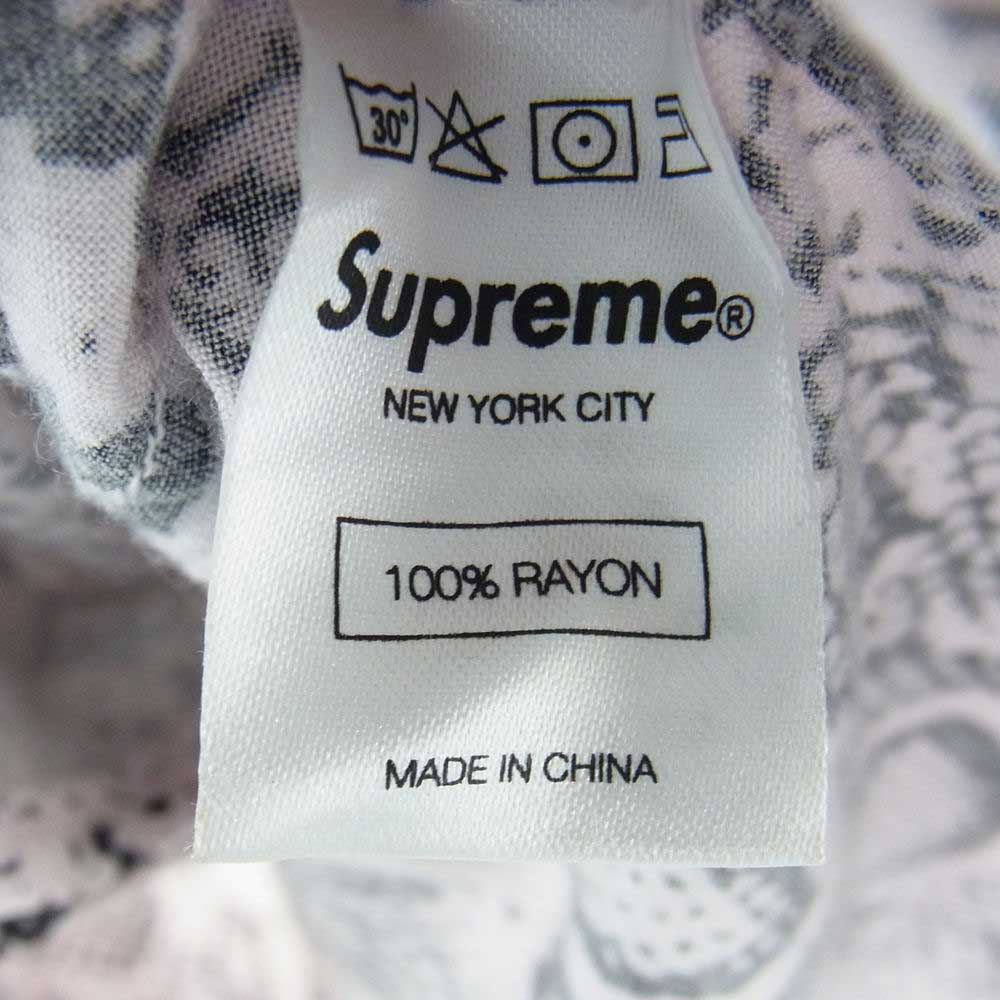 30°
Supreme®
NEW YORK CITY
100% RAYON
MADE IN CHINA